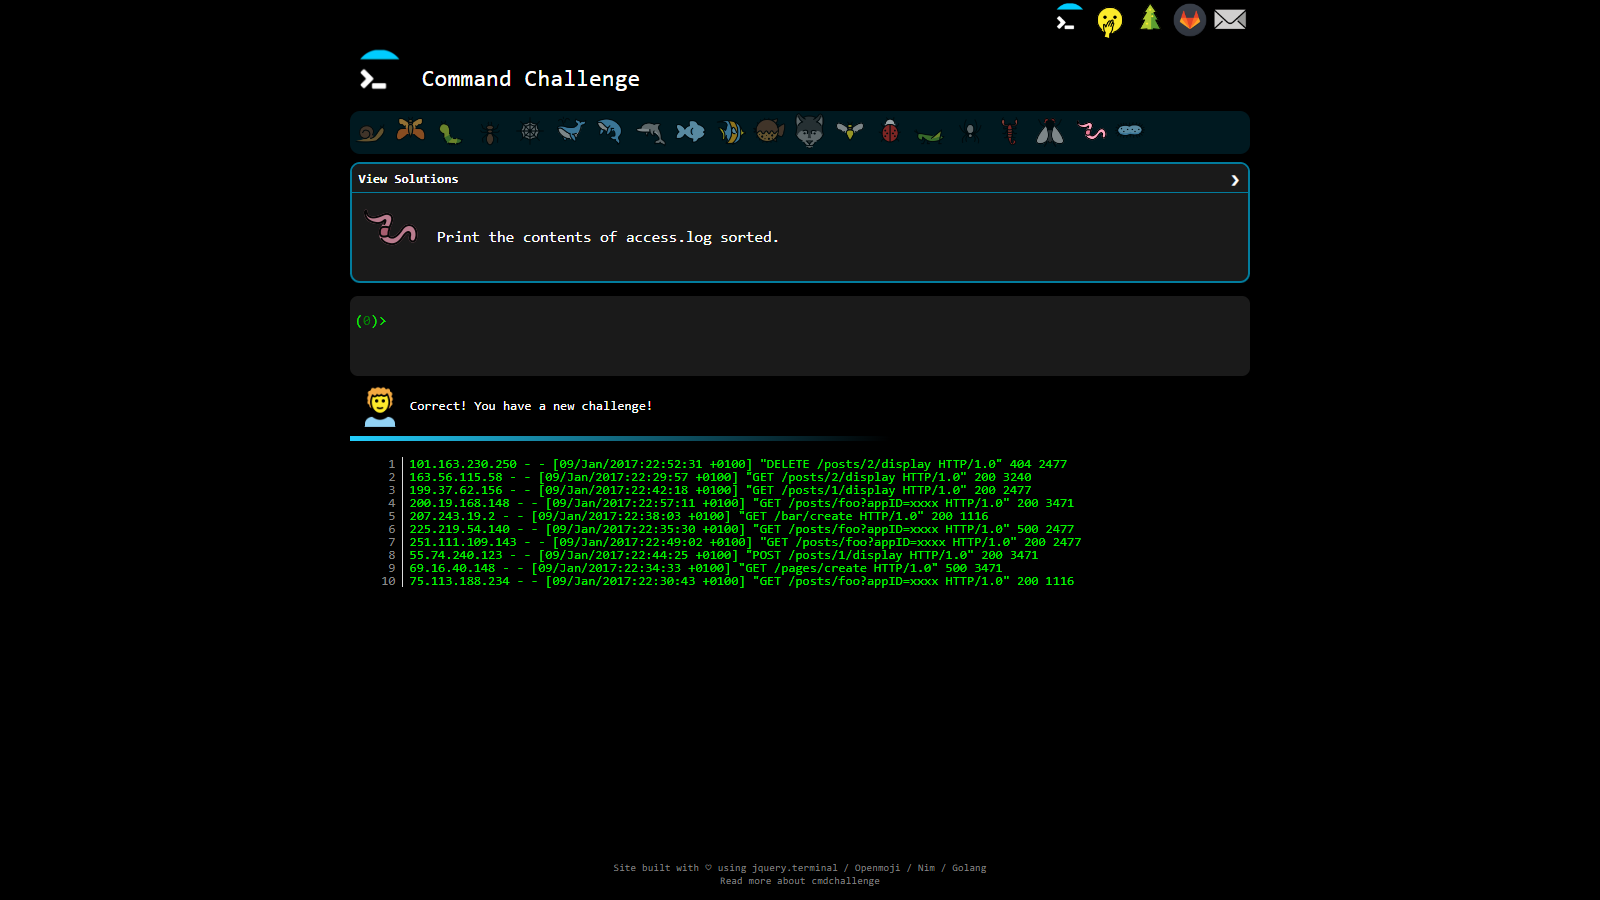 Command Challenge
View Solutions
Print the contents of access.log sorted.
(0)>
Correct! You have a new challenge!
1 101.163.230.250 - - [09/Jan/2017:22:52:31 +0100] "DELETE /posts/2/display HTTP/1.0" 404 2477
2 163.56.115.58 - - [09/Jan/2017:22:29:57 +0100] "GET /posts/2/display HTTP/1.0" 200 3240
3 199.37.62.156 - - [09/Jan/2017:22:42:18 +0100] "GET /posts/1/display HTTP/1.0" 200 2477
4 200.19.168.148 - - [09/Jan/2017:22:57:11 +0100] "GET /posts/foo?appID=xxxx HTTP/1.0" 200 3471
5 207.243.19.2 - - [09/Jan/2017:22:38:03 +0100] "GET /bar/create HTTP/1.0" 200 1116
6 225.219.54.140 - - [09/Jan/2017:22:35:30 +0100] "GET /posts/foo?appID=xxxx HTTP/1.0" 500 2477
7 251.111.109.143 - - [09/Jan/2017:22:49:02 +0100] "GET /posts/foo?appID=xxxx HTTP/1.0" 200 2477
8 55.74.240.123 - - [09/Jan/2017:22:44:25 +0100] "POST /posts/1/display HTTP/1.0" 200 3471
9 69.16.40.148 - - [09/Jan/2017:22:34:33 +0100] "GET /pages/create HTTP/1.0" 500 3471
10 75.113.188.234 - - [09/Jan/2017:22:30:43 +0100] "GET /posts/foo?appID=xxxx HTTP/1.0" 200 1116
Site built with ♡ using jquery.terminal / Openmoji / Nim / Golang
Read more about cmdchallenge